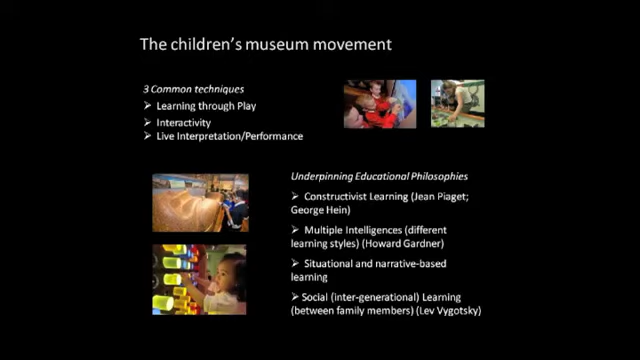 The children's museum movement
3 Common techniques
➢ Learning through Play
➢ Interactivity
➢ Live Interpretation/Performance
Underpinning Educational Philosophies
➢ Constructivist Learning (Jean Piaget;
George Hein)
➢ Multiple Intelligences (different
learning styles) (Howard Gardner)
➢ Situational and narrative-based
learning
➢ Social (inter-generational) Learning
(between family members) (Lev Vygotsky)